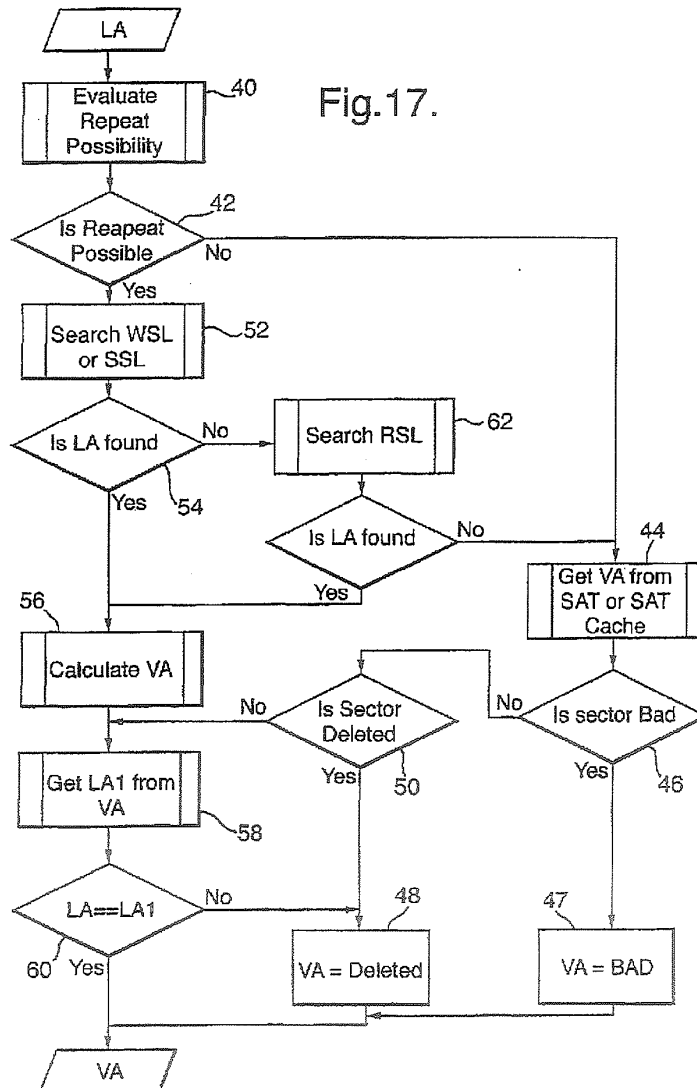 LA
Fig.17.
Evaluate
Repeat
Possibility
40
Is Reapeat
Possible
42
No
Yes
Search WSL
or SSL
52
Is LA found
No
Yes
54
Search RSL
62
Is LA found
No
Yes
44
Get VA from
SAT or SAT
Cache
56
Calculate VA
No
Is Sector
Deleted
Yes
50
No
Is sector Bad
Yes
46
Get LA1 from
VA
58
LA==LA1
No
60
Yes
48
VA = Deleted
47
VA = BAD
VA